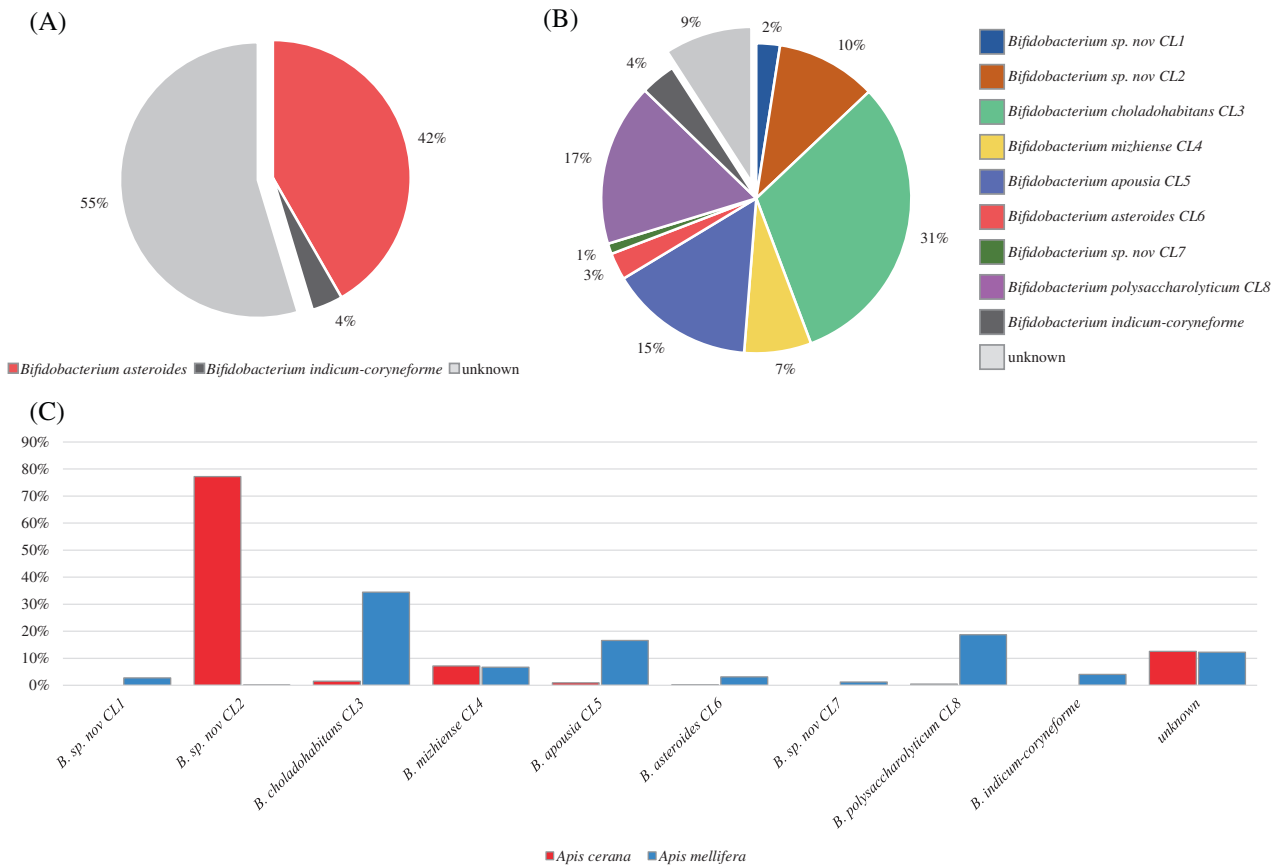 (A)
42%
55%
4%
Bifidobacterium asteroides Bifidobacterium indicum-coryneforme unknown
(B)
9%
2%
4%
10%
17%
31%
1%
3%
15%
7%
Bifidobacterium sp. nov CL1
Bifidobacterium sp. nov CL2
Bifidobacterium choladohabitans CL3
Bifidobacterium mizhiense CL4
Bifidobacterium apousia CL5
Bifidobacterium asteroides CL6
Bifidobacterium sp. nov CL7
Bifidobacterium polysaccharolyticum CL8
Bifidobacterium indicum-coryneforme
unknown
(C)
90%
80%
70%
60%
50%
40%
30%
20%
10%
0%
B. sp. nov CL1
B. sp. nov CL2
B. choladohabitans CL3
B. mizhiense CL4
B. apousia CL5
B. asteroides CL6
B. sp. nov CL7
B. polysaccharolyticum CL8
B. indicum-coryneforme
unknown
Apis cerana Apis mellifera